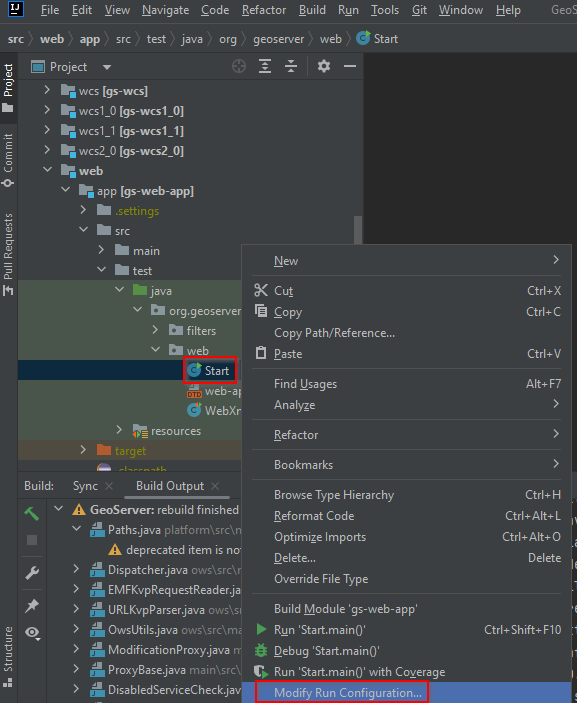 IJ File Edit View Navigate Code Refactor Build Run Tools Git Window Help GeoS
src web app src test java org geoserver web Start
Project
Commit
Pull Requests
Structure
Project
wcs [gs-wcs]
wcs1_0 [gs-wcs1_0]
wcs1_1 [gs-wcs1_1]
wcs2_0 [gs-wcs2_0]
web
app [gs-web-app]
.settings
src
main
test
java
org.geoserver
filters
web
Start
web-ap
WebXm
resources
target
.classpath
New
Cut Ctrl+X
Copy Ctrl+C
Copy Path/Reference...
Paste Ctrl+V
Find Usages Alt+F7
Analyze
Refactor
Bookmarks
Browse Type Hierarchy Ctrl+H
Reformat Code Ctrl+Alt+L
Optimize Imports Ctrl+Alt+O
Delete... Delete
Override File Type
Build Module 'gs-web-app'
Run 'Start.main()' Ctrl+Shift+F10
Debug 'Start.main()'
Run 'Start.main()' with Coverage
Modify Run Configuration...
Build: Sync Build Output
GeoServer: rebuild finished
Paths.java platform\src\m
deprecated item is no
Dispatcher.java ows\src\m
EMFKvpRequestReader.ja
URLKvpParser.java ows\s
OwsUtils.java ows\src\ma
ModificationProxy.java m
ProxyBase.java main\src\
DisabledServiceCheck.java